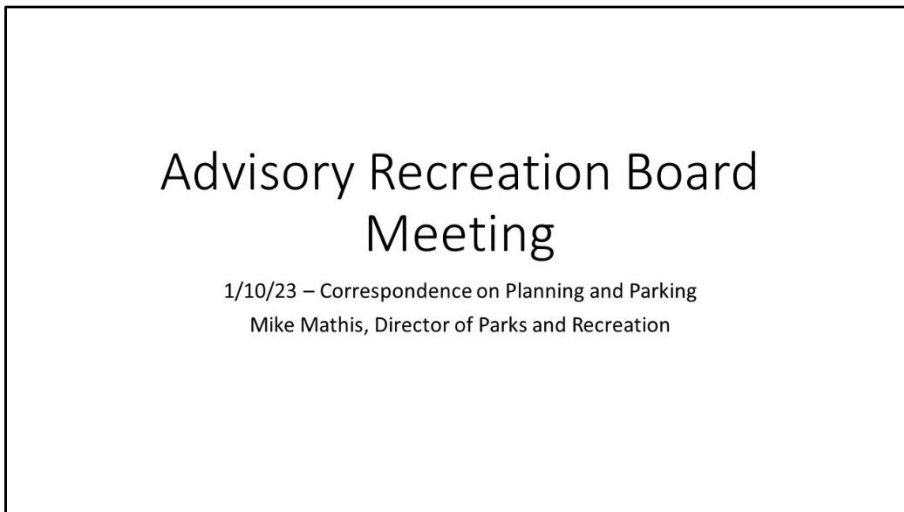 Advisory Recreation Board
Meeting
1/10/23 – Correspondence on Planning and Parking
Mike Mathis, Director of Parks and Recreation